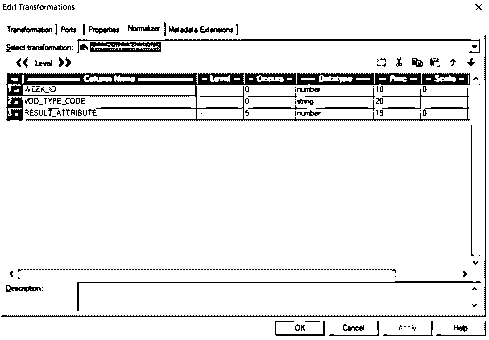 Edit Transformations
Transformation Ports Properties Normalizer Metadata Extensions
Select transformation:
Level
Column Name Level Occurs Datatype Prec Scale
1 WEEK_ID 0 number 10 0
2 VOD_TYPE_CODE 0 string 20
3 RESULT_ATTRIBUTE 5 number 15 0
Description:
OK Cancel Apply Help